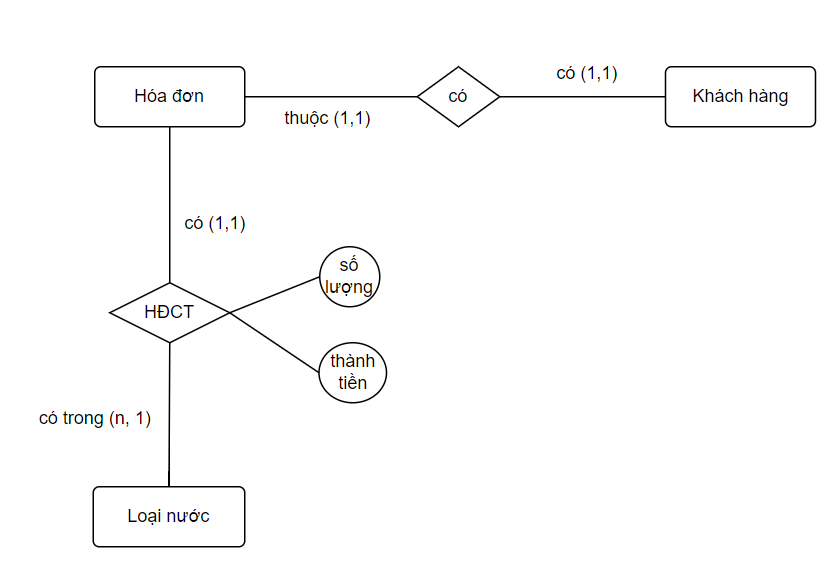 Hóa đơn
thuộc (1,1)
có
có (1,1)
Khách hàng
có (1,1)
số
lượng
HĐCT
thành
tiền
có trong (n, 1)
Loại nước